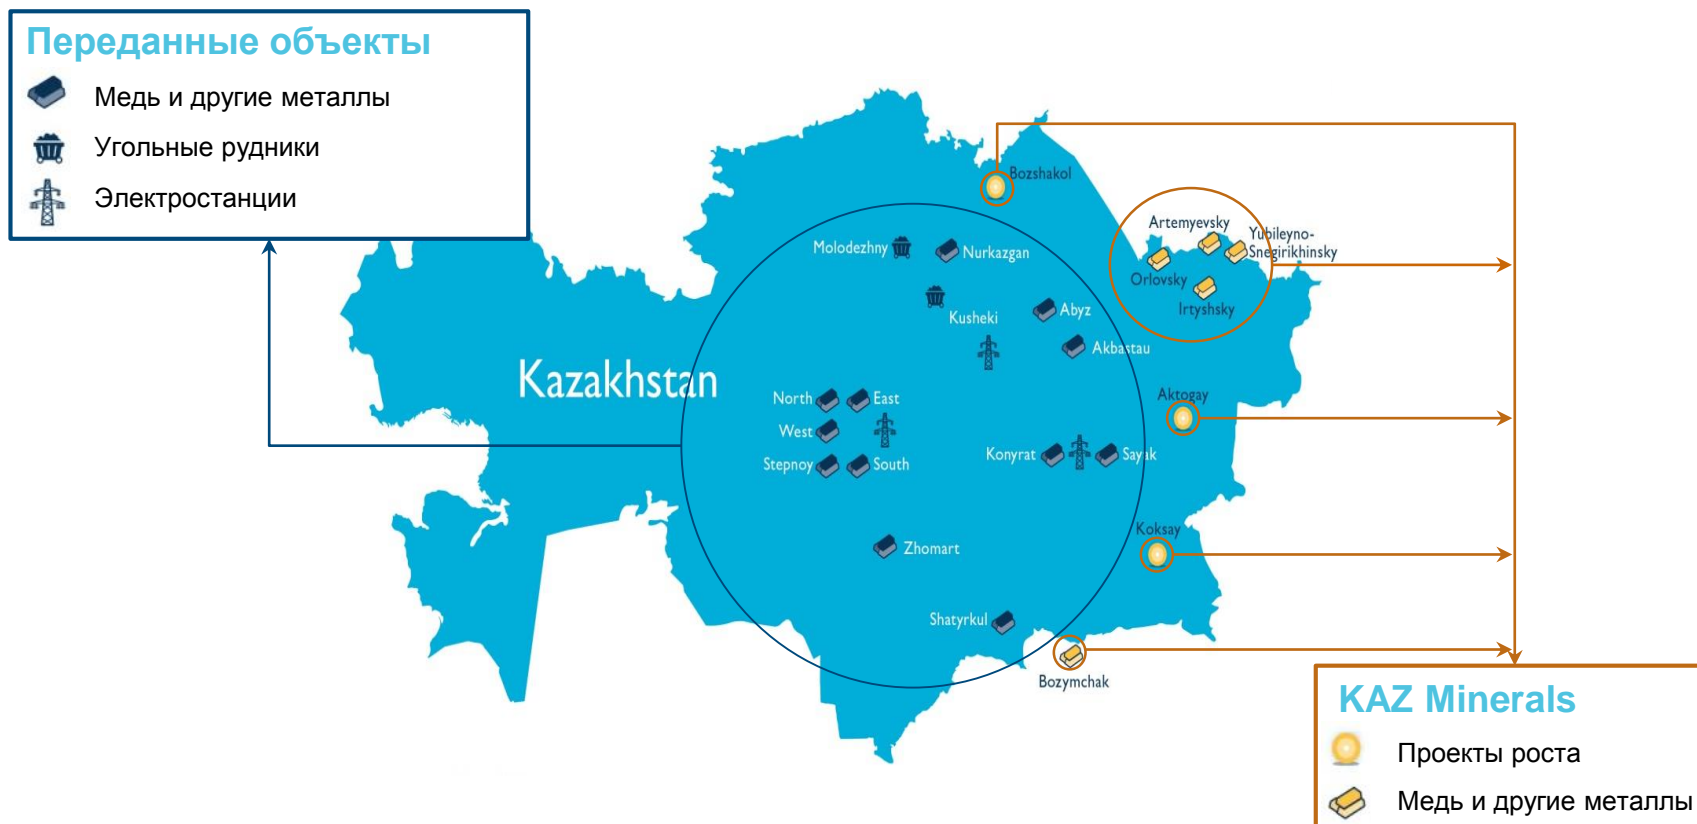 Переданные объекты
Медь и другие металлы
Угольные рудники
Электростанции
Bozshakol
Artemyevsky
Yubileyno-
Snegirikhinsky
Orlovsky
Irtyshsky
Molodezhny
Nurkazgan
Kusheki
Abyz
Akbastau
Kazakhstan
North
East
West
Stepnoy
South
Konyrat
Sayak
Aktogay
Koksay
Zhomart
Shatyrkul
Bozymchak
KAZ Minerals
Проекты роста
Медь и другие металлы